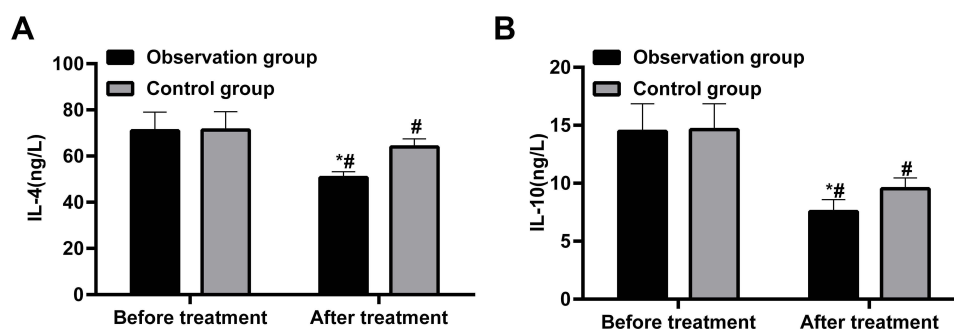 A
Observation group
Control group
IL-4(ng/L)
100
80
60
40
20
0
*#
#
Before treatment
After treatment
B
Observation group
Control group
IL-10(ng/L)
20
15
10
5
0
*#
#
Before treatment
After treatment